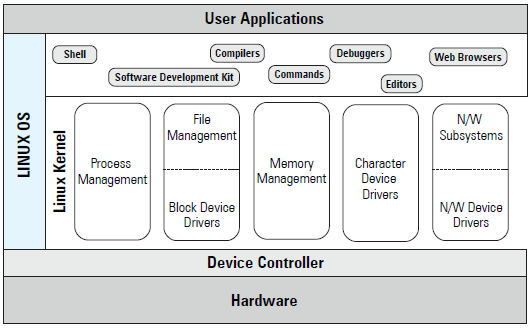 User Applications
Shell
Compilers
Debuggers
Web Browsers
Software Development Kit
Commands
Editors
LINUX OS
Linux Kernel
Process
Management
File
Management
Block Device
Drivers
Memory
Management
Character
Device
Drivers
N/W
Subsystems
N/W Device
Drivers
Device Controller
Hardware